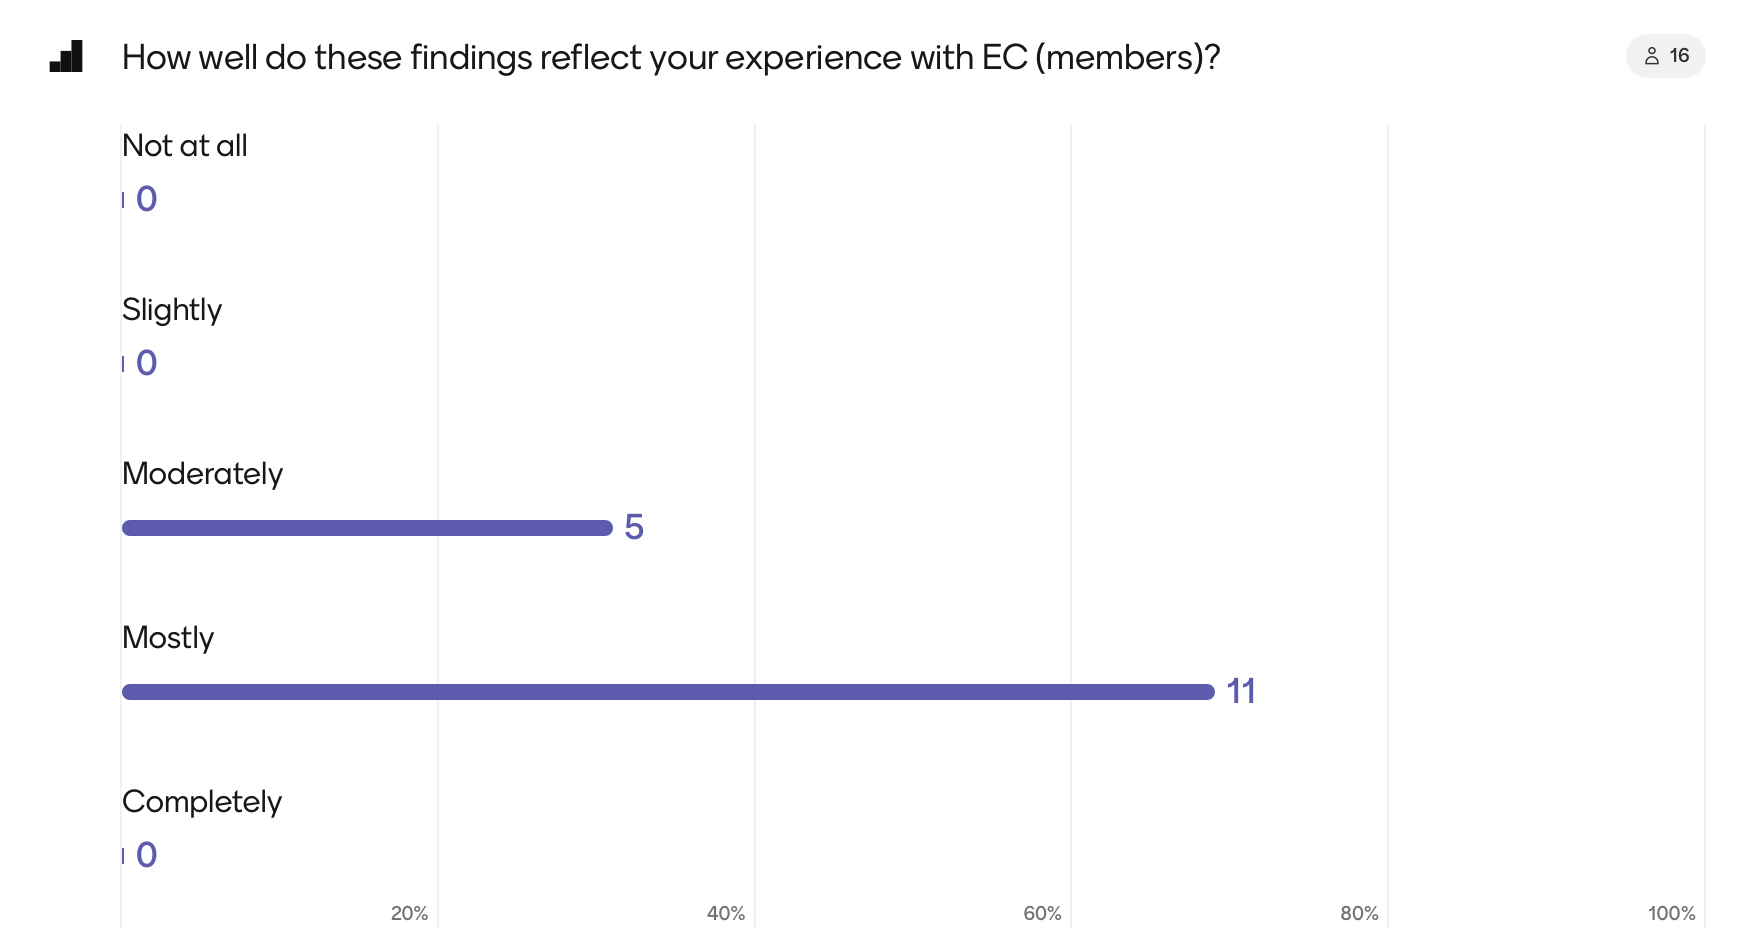 How well do these findings reflect your experience with EC (members)?
16
Not at all
0
Slightly
0
Moderately
5
Mostly
11
Completely
0
20% 40% 60% 80% 100%